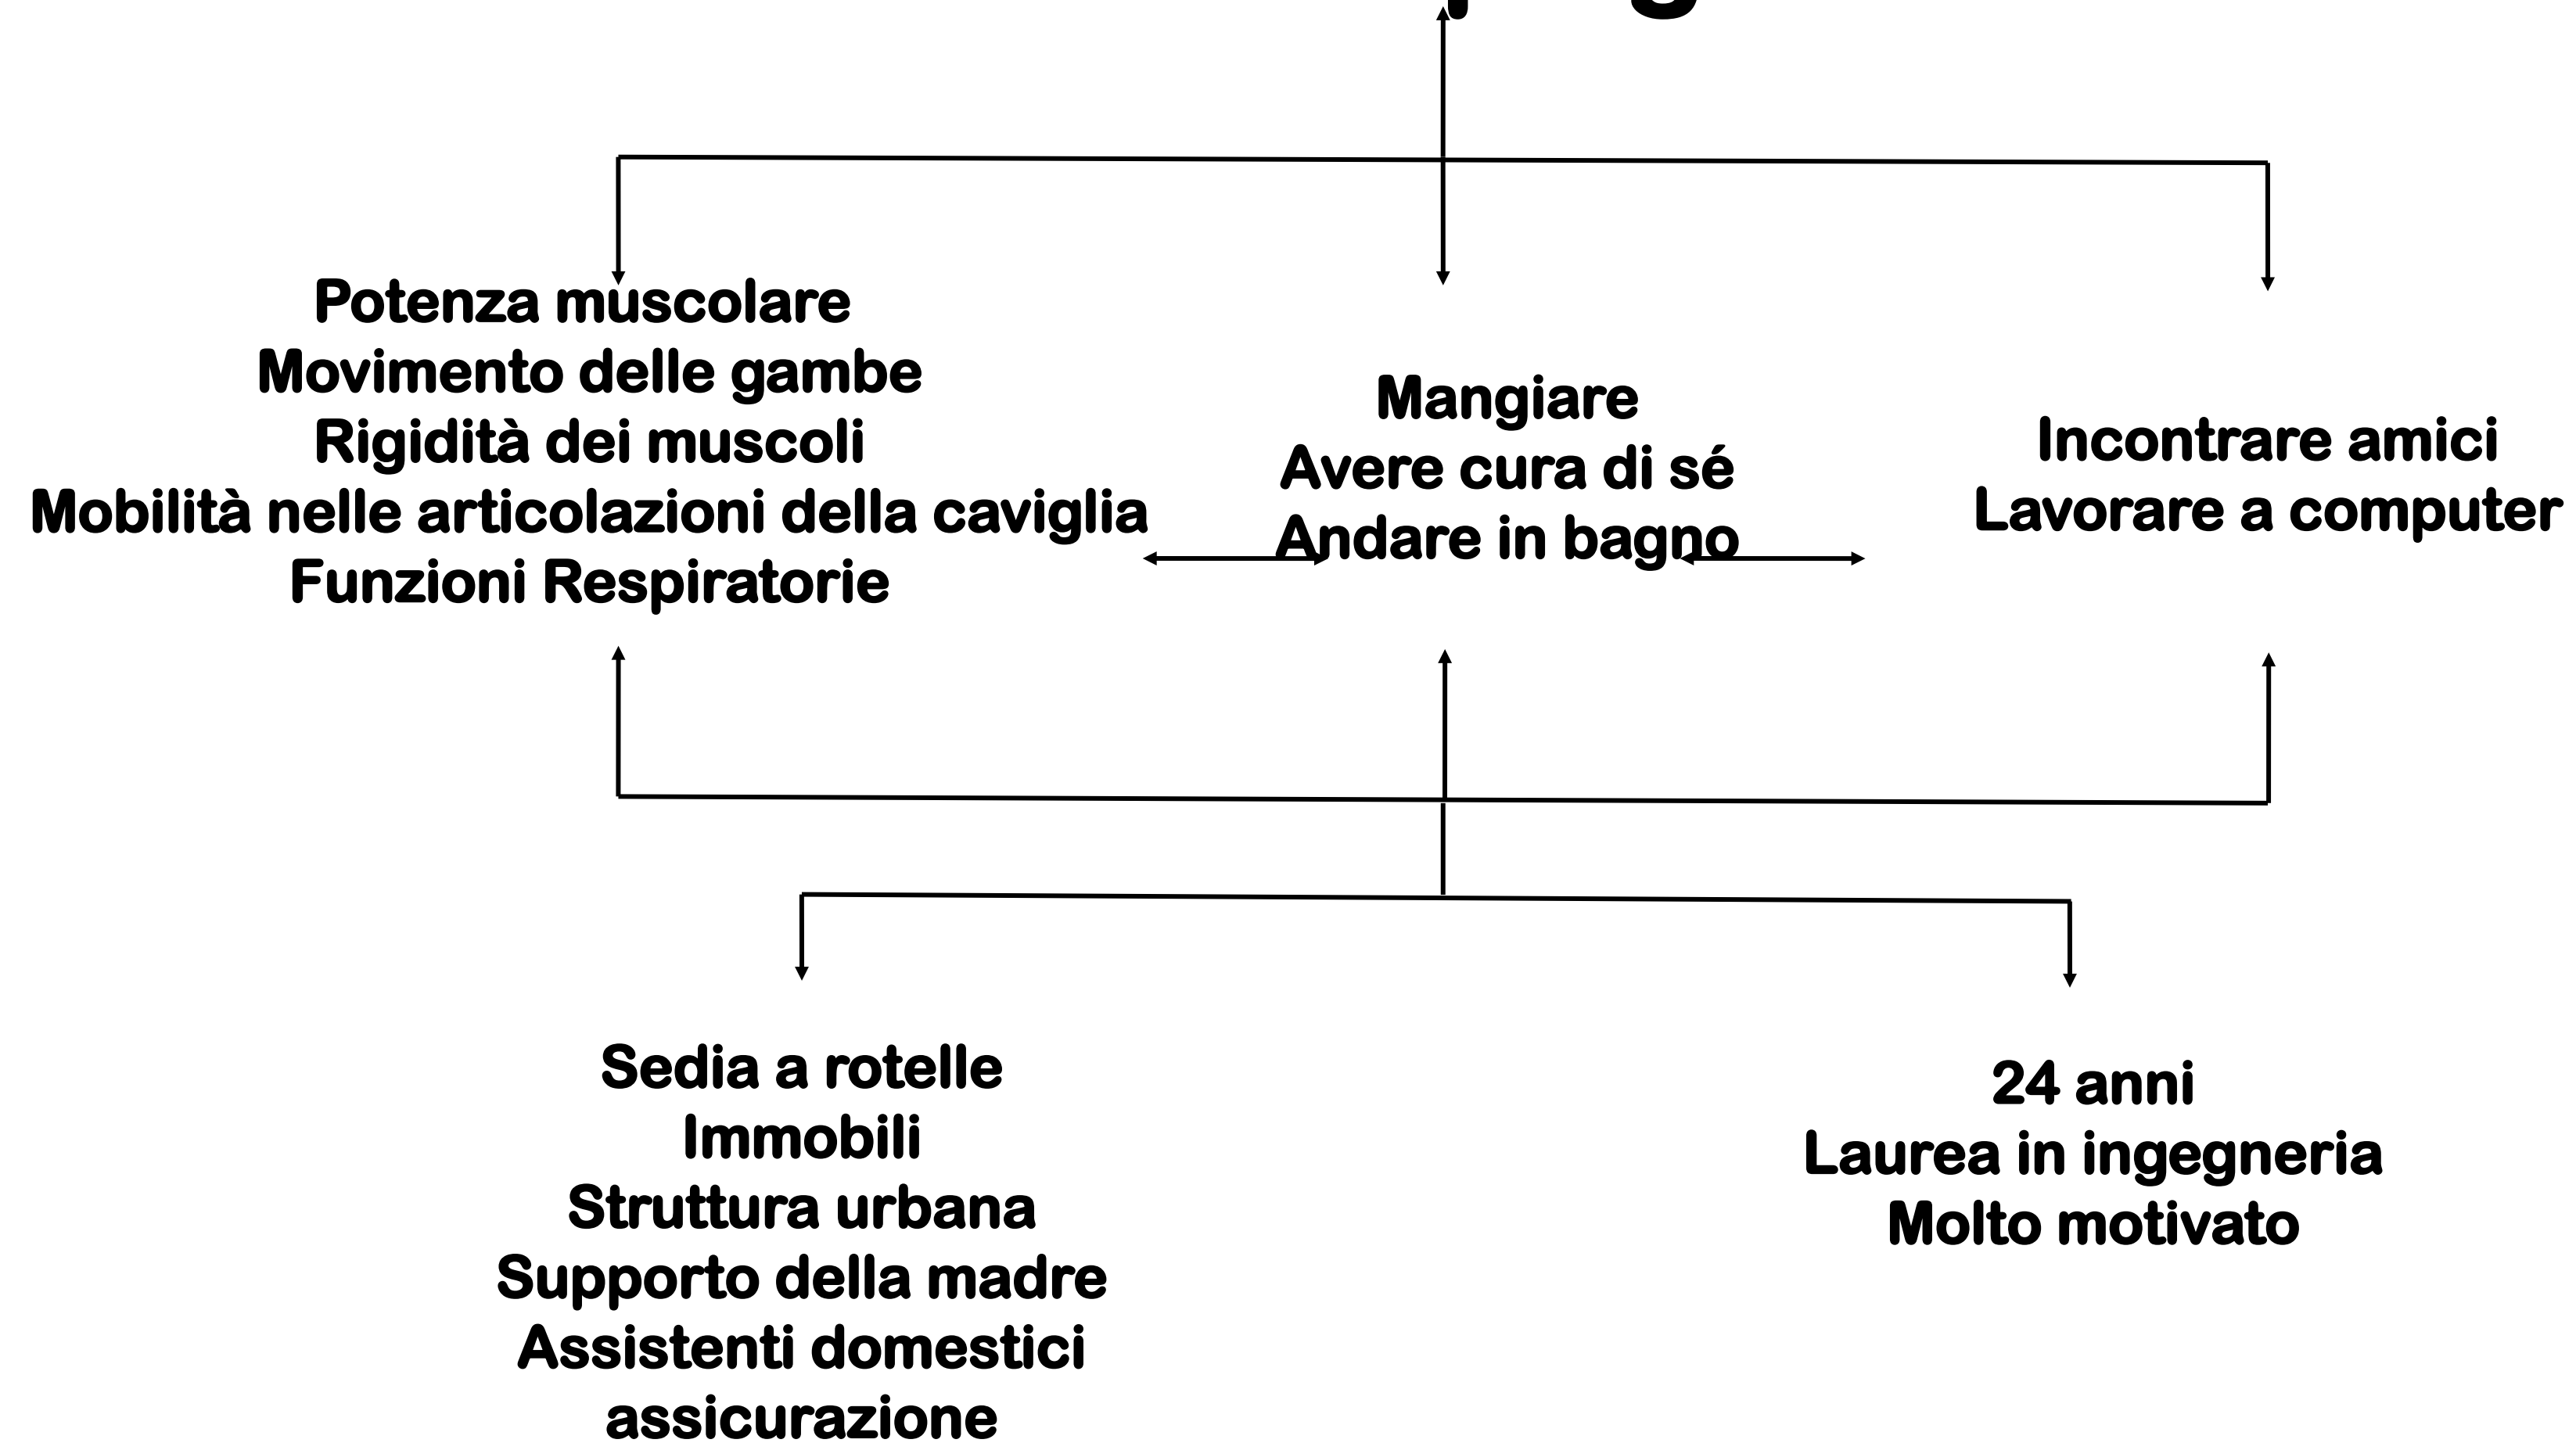 Potenza muscolare
Movimento delle gambe
Rigidità dei muscoli
Mobilità nelle articolazioni della caviglia
Funzioni Respiratorie
Mangiare
Avere cura di sé
Andare in bagno
Incontrare amici
Lavorare a computer
Sedia a rotelle
Immobili
Struttura urbana
Supporto della madre
Assistenti domestici
assicurazione
24 anni
Laurea in ingegneria
Molto motivato